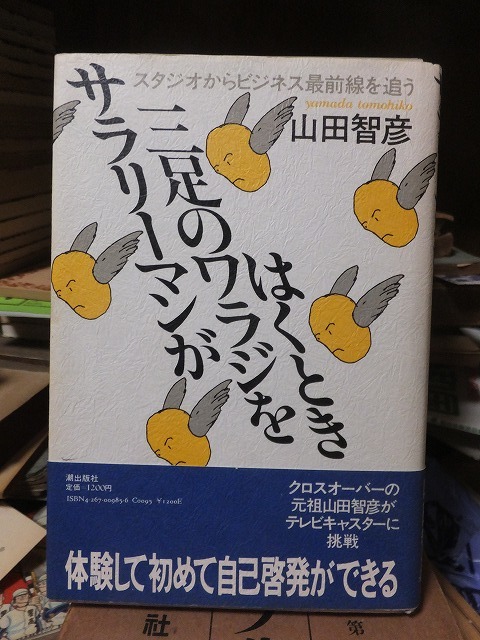 スタジオからビジネス最前線を追う
yamada tomohiko
山田智彦
サラリーマンが
三足のワラジを
はくとき
潮出版社
定価 1200円
ISBN4-267-00985-6 C0095 ¥1200E
クロスオーバーの
元祖山田智彦が
テレビキャスターに
挑戦
体験して初めて自己啓発ができる
社
第